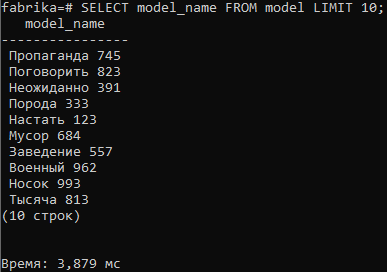 fabrika=# SELECT model_name FROM model LIMIT 10;
model_name
----------------
Пропаганда 745
Поговорить 823
Неожиданно 391
Порода 333
Настать 123
Мусор 684
Заведение 557
Военный 962
Носок 993
Тысяча 813
(10 строк)
Время: 3,879 мс